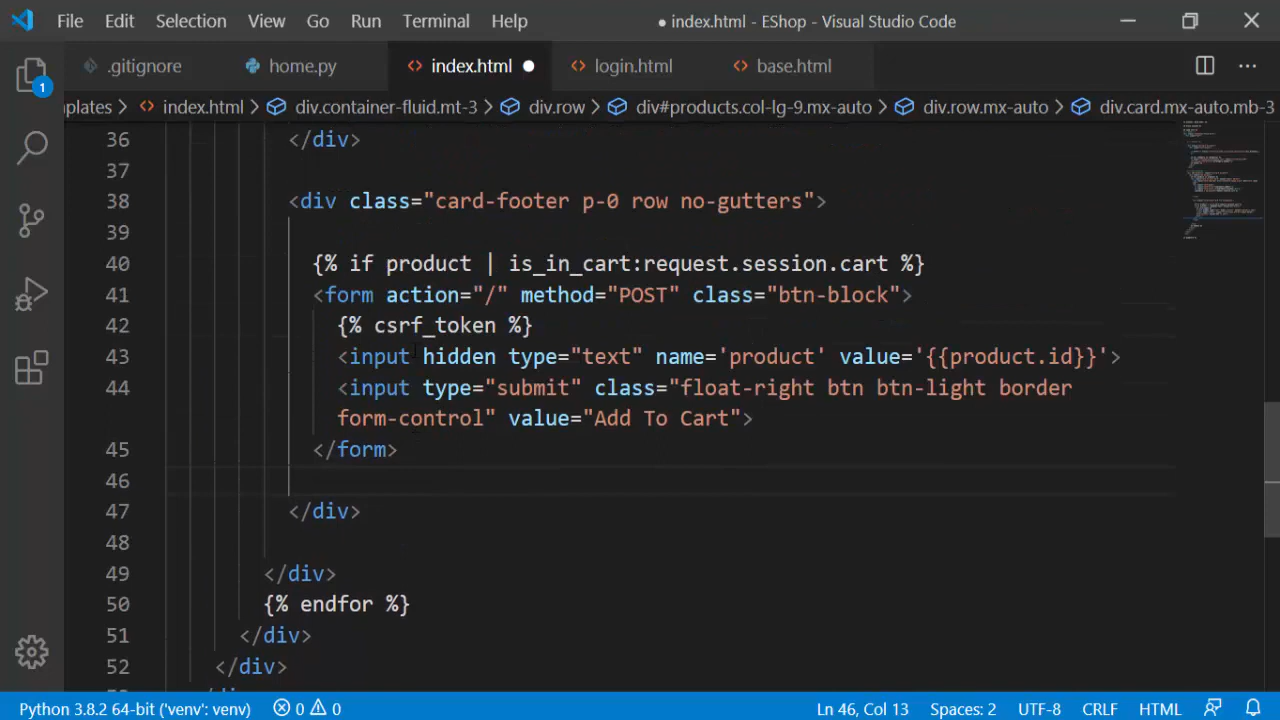 File Edit Selection View Go Run Terminal Help
● index.html - EShop - Visual Studio Code
.gitignore home.py index.html login.html base.html
mplates > index.html > div.container-fluid.mt-3 > div.row > div#products.col-lg-9.mx-auto > div.row.mx-auto > div.card.mx-auto.mb-3
1
36 </div>
37
38 <div class="card-footer p-0 row no-gutters">
39
40 {% if product | is_in_cart:request.session.cart %}
41 <form action="/" method="POST" class="btn-block">
42 {% csrf_token %}
43 <input hidden type="text" name='product' value='{{product.id}}'>
44 <input type="submit" class="float-right btn btn-light border
form-control" value="Add To Cart">
45 </form>
46
47 </div>
48
49 </div>
50 {% endfor %}
51 </div>
52 </div>
Python 3.8.2 64-bit ('venv': venv) 0 0 Ln 46, Col 13 Spaces: 2 UTF-8 CRLF HTML